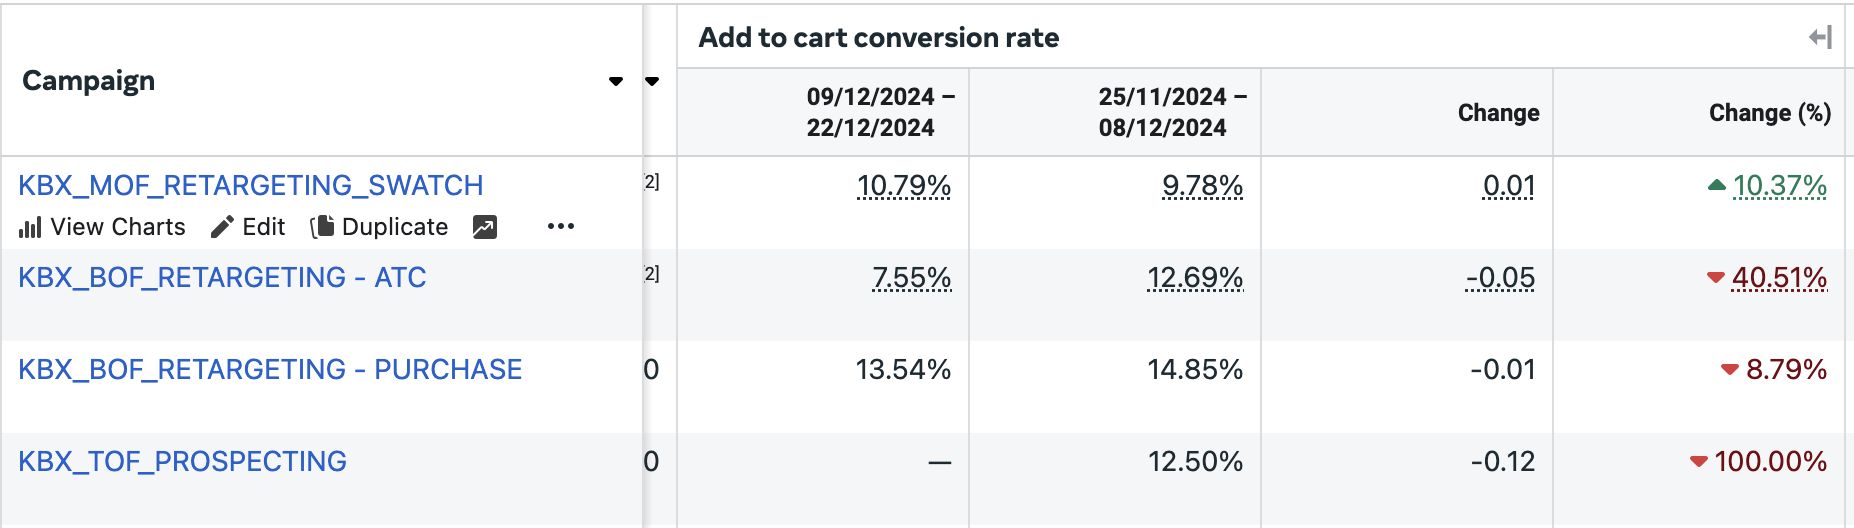 Campaign
Add to cart conversion rate
09/12/2024 –
22/12/2024
25/11/2024 –
08/12/2024
Change
Change (%)
KBX_MOF_RETARGETING_SWATCH
[2]
10.79%
9.78%
0.01
10.37%
View Charts Edit Duplicate
KBX_BOF_RETARGETING - ATC
[2]
7.55%
12.69%
-0.05
40.51%
KBX_BOF_RETARGETING - PURCHASE
0
13.54%
14.85%
-0.01
8.79%
KBX_TOF_PROSPECTING
0
—
12.50%
-0.12
100.00%